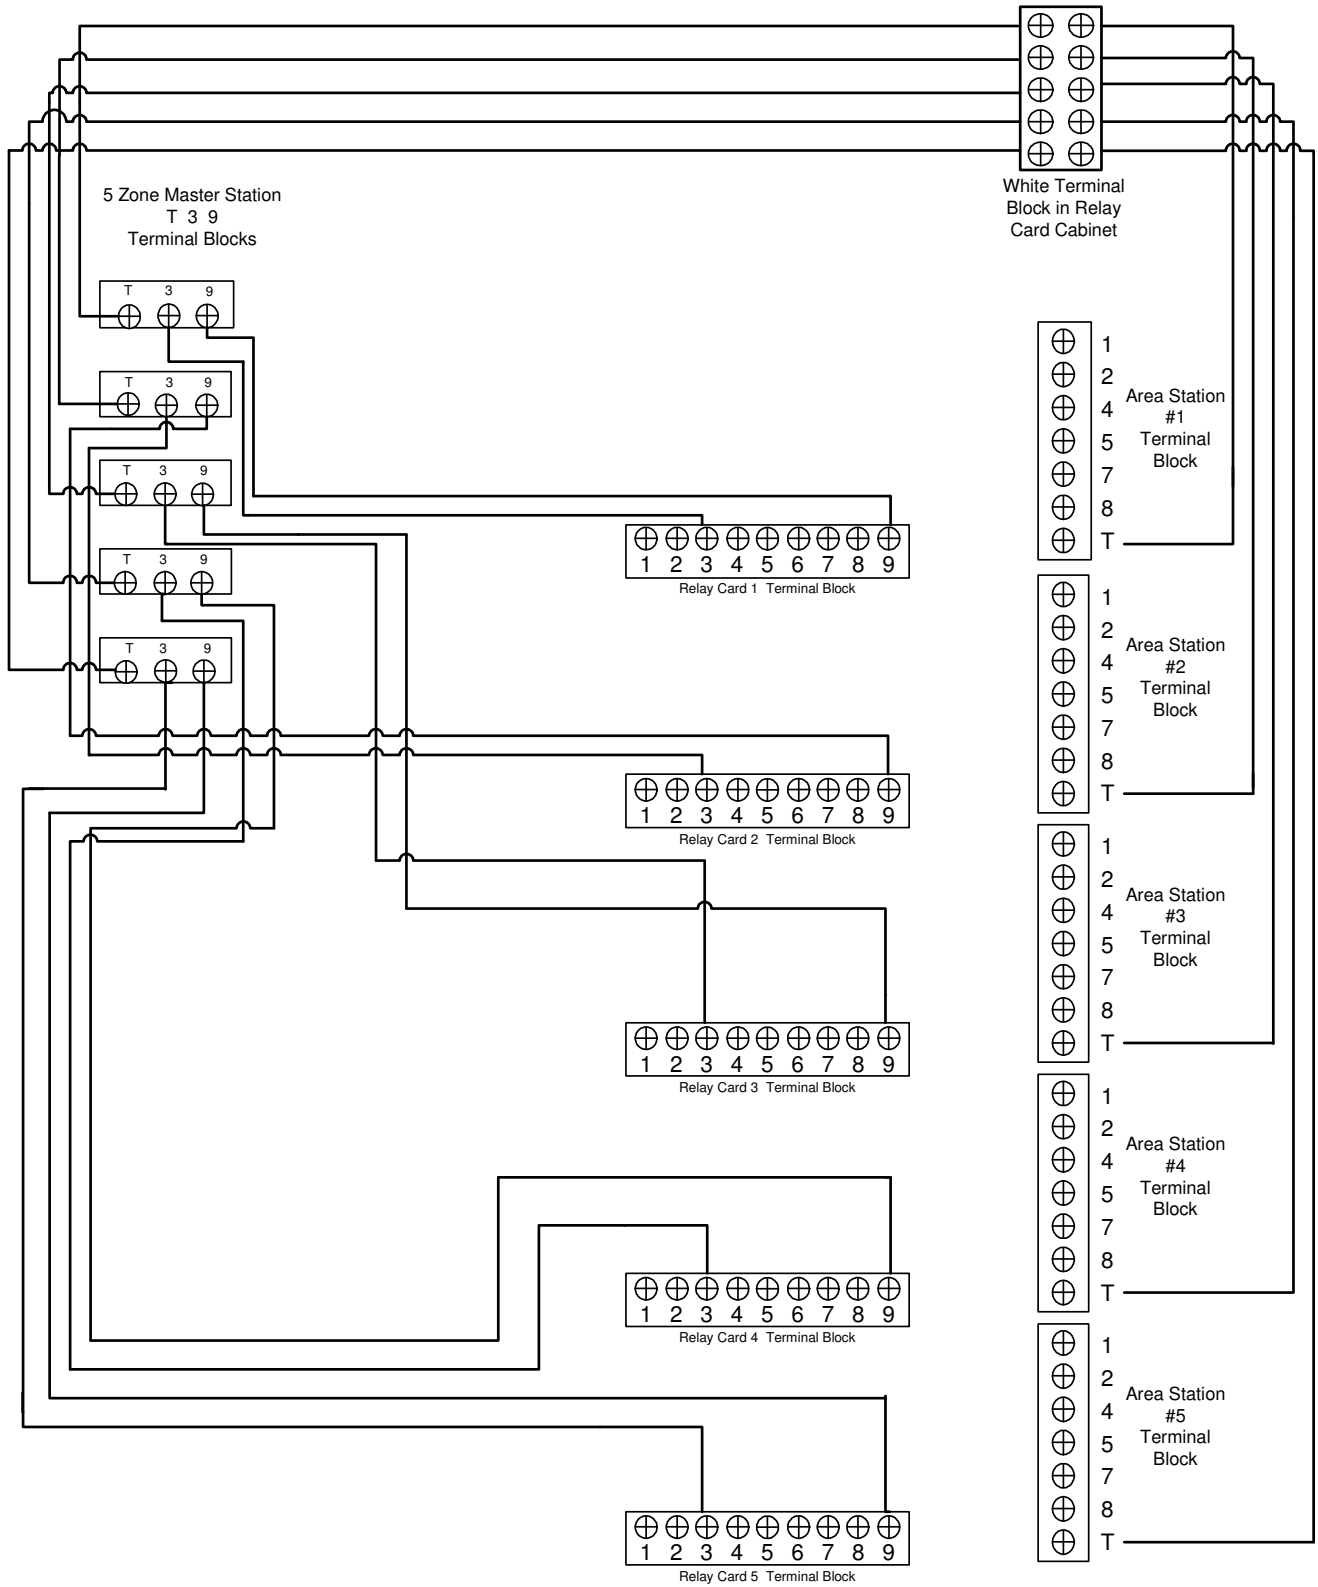 5 Zone Master Station
T 3 9
Terminal Blocks
White Terminal
Block in Relay
Card Cabinet
T 3 9
T 3 9
T 3 9
T 3 9
T 3 9
1 2 3 4 5 6 7 8 9
Relay Card 1 Terminal Block
1 2 3 4 5 6 7 8 9
Relay Card 2 Terminal Block
1 2 3 4 5 6 7 8 9
Relay Card 3 Terminal Block
1 2 3 4 5 6 7 8 9
Relay Card 4 Terminal Block
1 2 3 4 5 6 7 8 9
Relay Card 5 Terminal Block
1
2
4
5
7
8
T
Area Station
#1
Terminal
Block
1
2
4
5
7
8
T
Area Station
#2
Terminal
Block
1
2
4
5
7
8
T
Area Station
#3
Terminal
Block
1
2
4
5
7
8
T
Area Station
#4
Terminal
Block
1
2
4
5
7
8
T
Area Station
#5
Terminal
Block